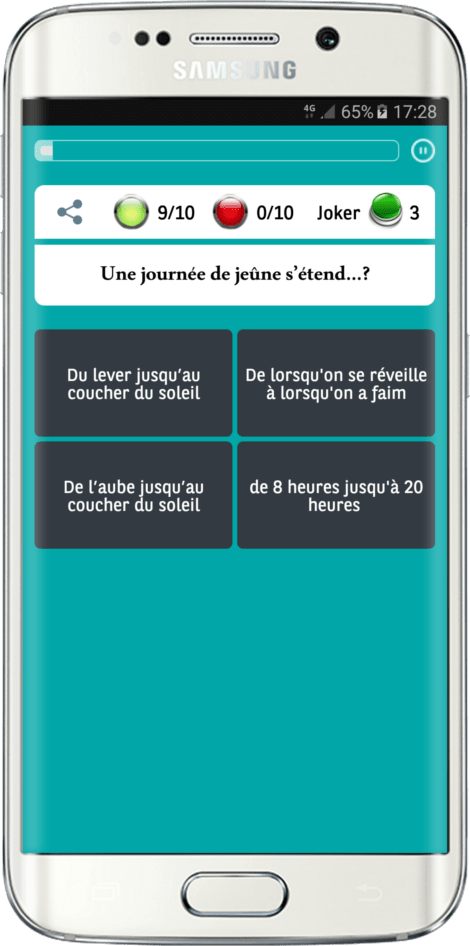 SAMSUNG
4G 65% 17:28
9/10 0/10 Joker 3
Une journée de jeûne s’étend...?
Du lever jusqu’au
coucher du soleil
De lorsqu'on se réveille
à lorsqu'on a faim
De l’aube jusqu’au
coucher du soleil
de 8 heures jusqu'à 20
heures